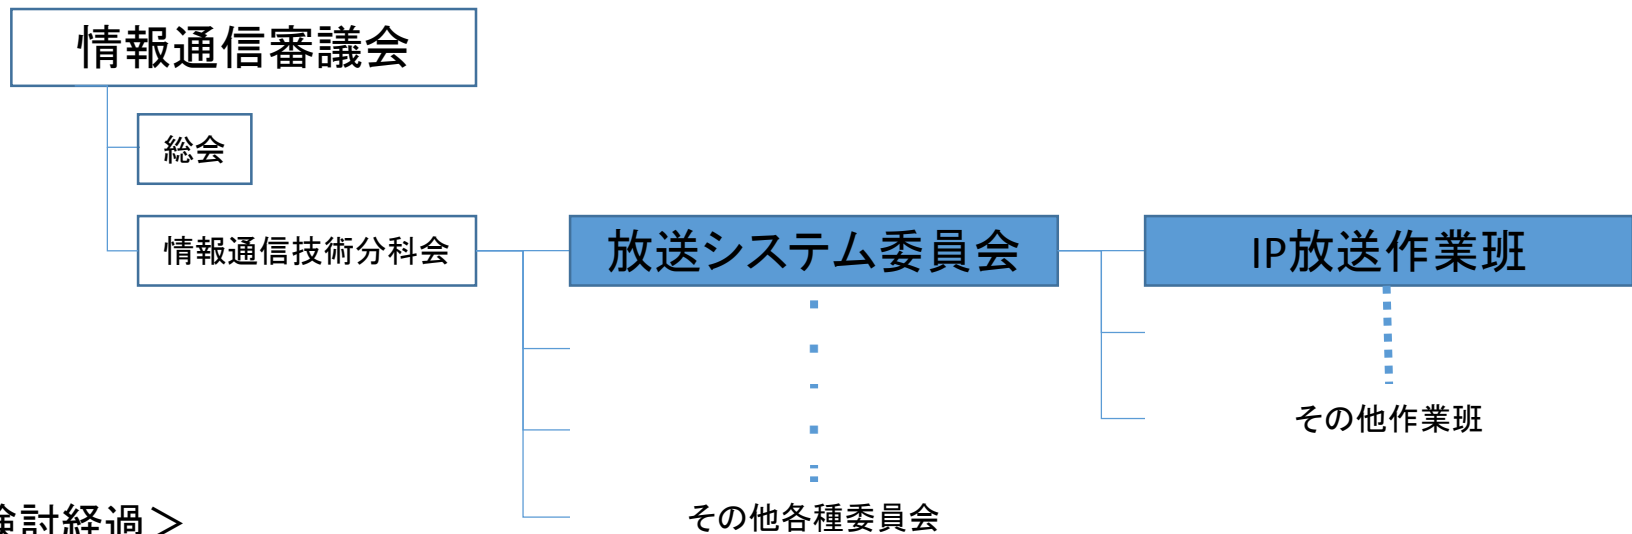 情報通信審議会
総会
情報通信技術分科会
放送システム委員会
IP放送作業班
その他作業班
その他各種委員会
検討経過＞